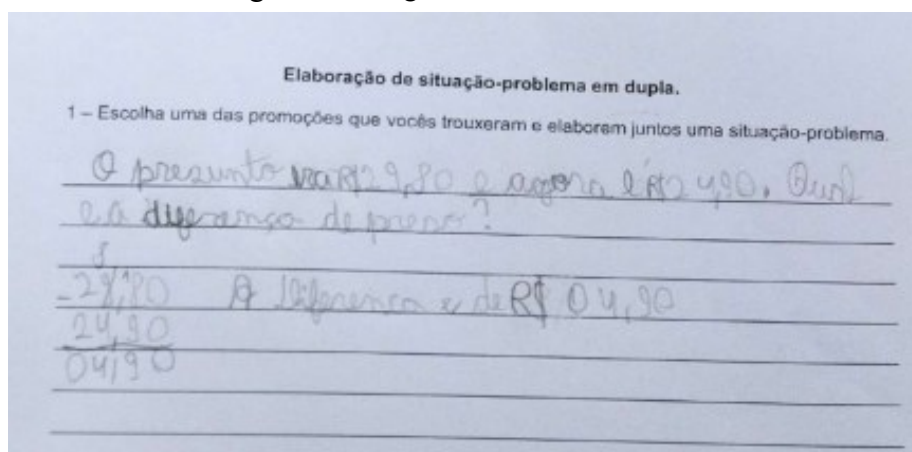 Elaboração de situação-problema em dupla.
1 – Escolha uma das promoções que vocês trouxeram e elaborem juntos uma situação-problema.
O presunto era R$29,80 e agora é R$24,90. Qual
e a diferença de preço?
8
-29,80 A diferença e de R$ 04,90
24,90
04,90